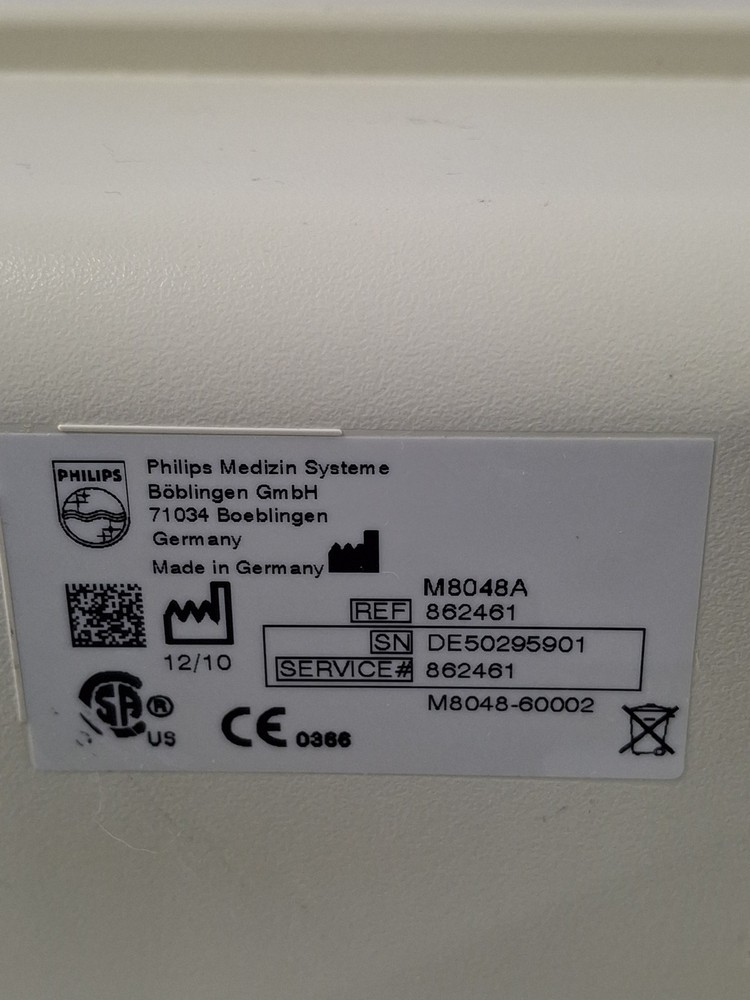 PHILIPS
Philips Medizin Systeme
Böblingen GmbH
71034 Boeblingen
Germany
Made in Germany
M8048A
REF 862461
12/10
SN DE50295901
SERVICE# 862461
M8048-60002
SA ® US
CE 0366